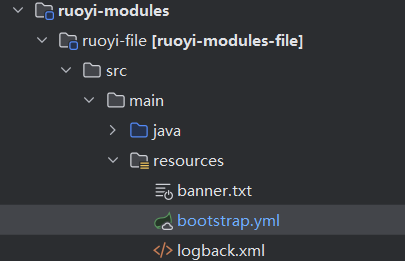 ruoyi-modules
ruoyi-file [ruoyi-modules-file]
src
main
java
resources
banner.txt
bootstrap.yml
logback.xml